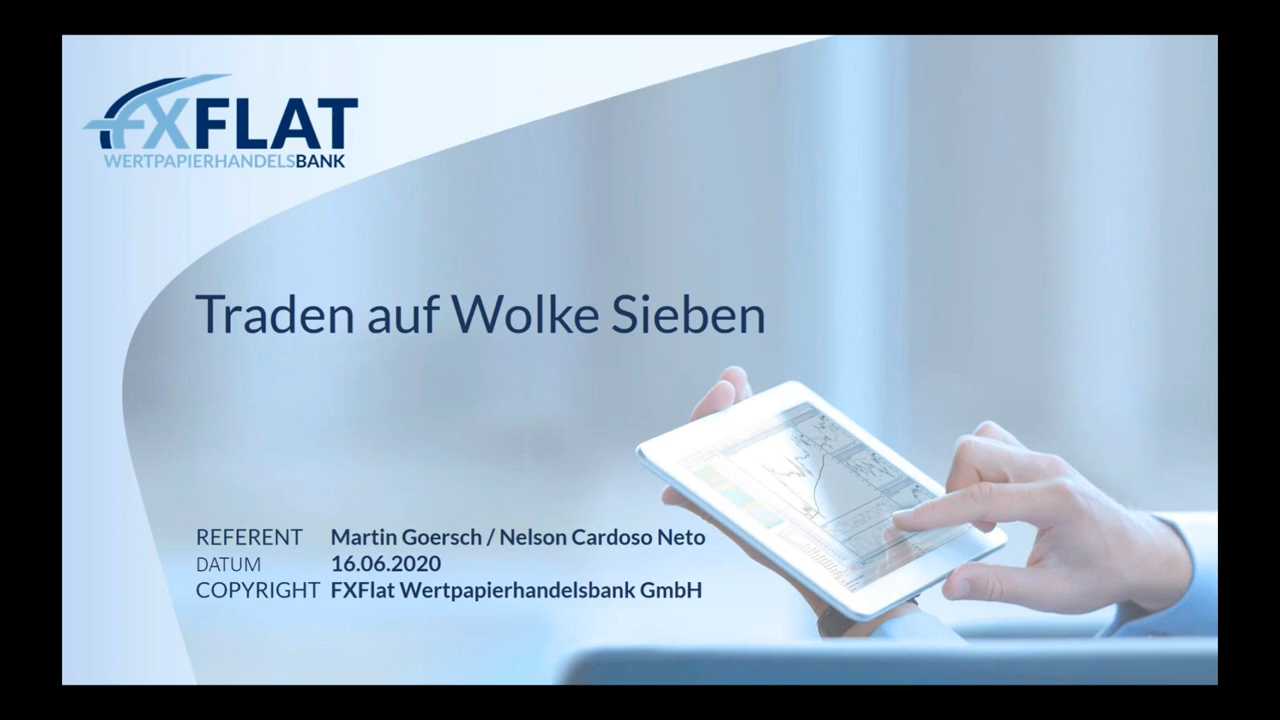 FXFLAT
WERTPAPIERHANDELSBANK
Traden auf Wolke Sieben
REFERENT Martin Goersch / Nelson Cardoso Neto
DATUM 16.06.2020
COPYRIGHT FXFlat Wertpapierhandelsbank GmbH